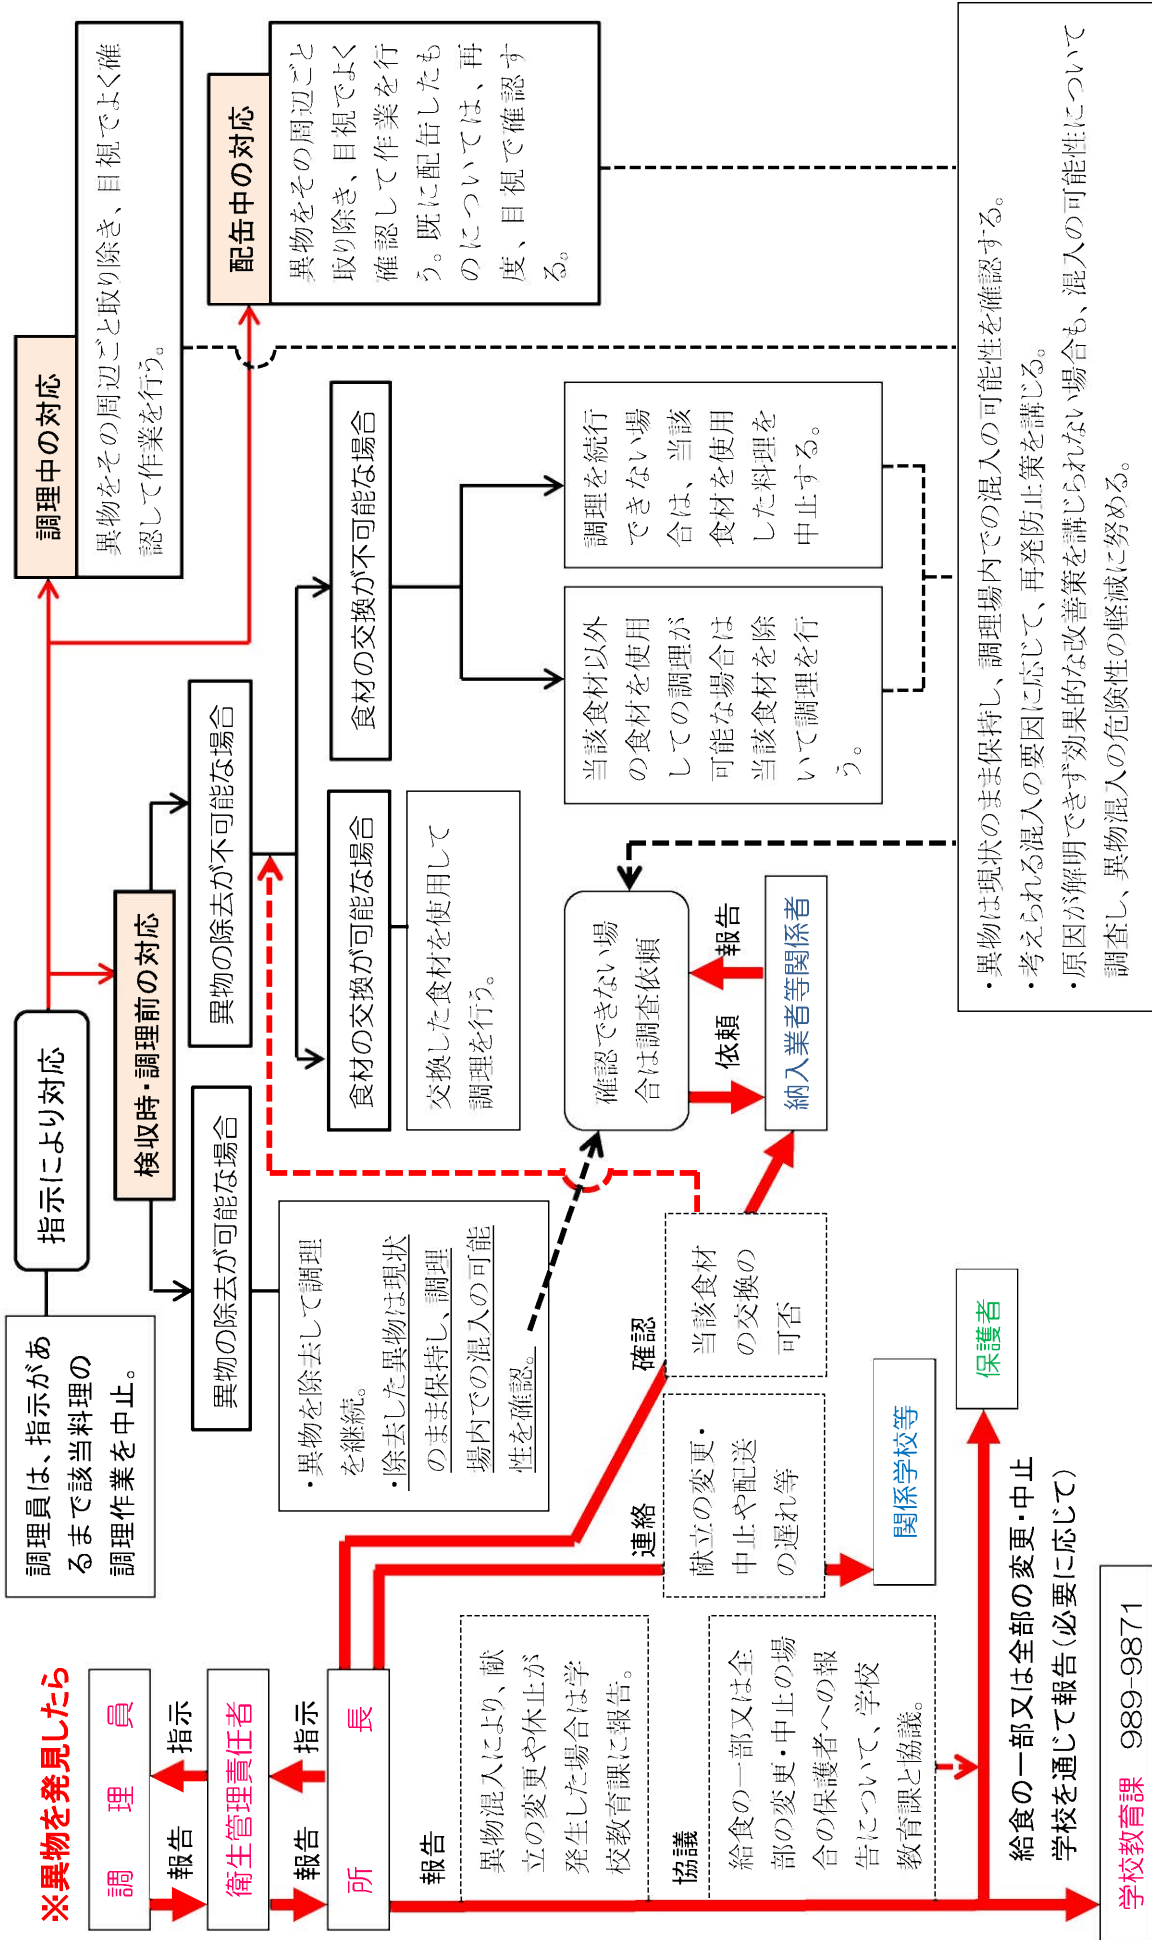 ※異物を発見したら
調　理　員
報告
指示
衛生管理責任者
報告
指示
所　長
報告
異物混入により、献
立の変更や休止が
発生した場合は学
校教育課に報告。
協議
給食の一部又は全
部の変更・中止の場
合の保護者への報
告について、学校
教育課と協議。
給食の一部又は全部の変更・中止
学校を通じて報告（必要に応じて）
学校教育課　989-9871
保護者
連絡
献立の変更・
中止や配送
の遅れ等
関係学校等
確認
当該食材
の交換の
可否
調理員は、指示があ
るまで該当料理の
調理作業を中止。
指示により対応
検収時・調理前の対応
異物の除去が可能な場合
・異物を除去して調理
を継続。
・除去した異物は現状
のまま保持し、調理
場内での混入の可能
性を確認。
異物の除去が不可能な場合
食材の交換が可能な場合
交換した食材を使用して
調理を行う。
食材の交換が不可能な場合
当該食材以外
の食材を使用
しての調理が
可能な場合は
当該食材を除
いて調理を行
う。
調理を続行
できない場
合は、当該
食材を使用
した料理を
中止する。
確認できない場
合は調査依頼
依頼
報告
納入業者等関係者
調理中の対応
異物をその周辺ごと取り除き、目視でよく確
認して作業を行う。
配缶中の対応
異物をその周辺ごと
取り除き、目視でよく
確認して作業を行
う。既に配缶したも
のについては、再
度、目視で確認す
る。
・異物は現状のまま保持し、調理場内での混入の可能性を確認する。
・考えられる混入の要因に応じて、再発防止策を講じる。
・原因が解明できず効果的な改善策を講じられない場合も、混入の可能性について
調査し、異物混入の危険性の軽減に努める。